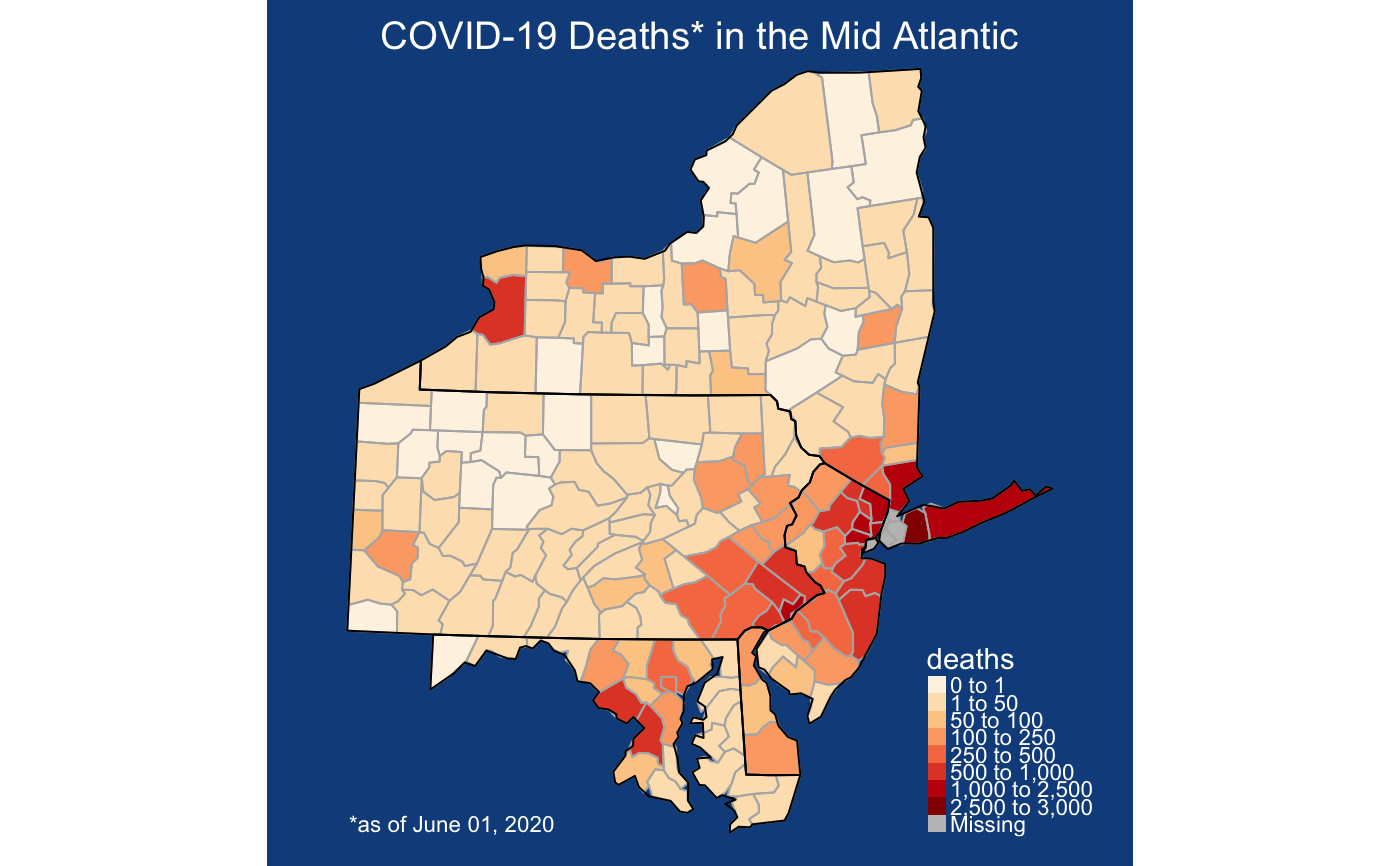 COVID-19 Deaths* in the Mid Atlantic
deaths
0 to 1
1 to 50
50 to 100
100 to 250
250 to 500
500 to 1,000
1,000 to 2,500
2,500 to 3,000
Missing
*as of June 01, 2020